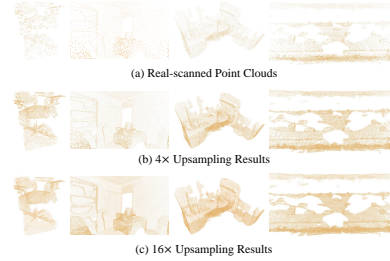 (a) Real-scanned Point Clouds
(b) 4× Upsampling Results
(c) 16× Upsampling Results